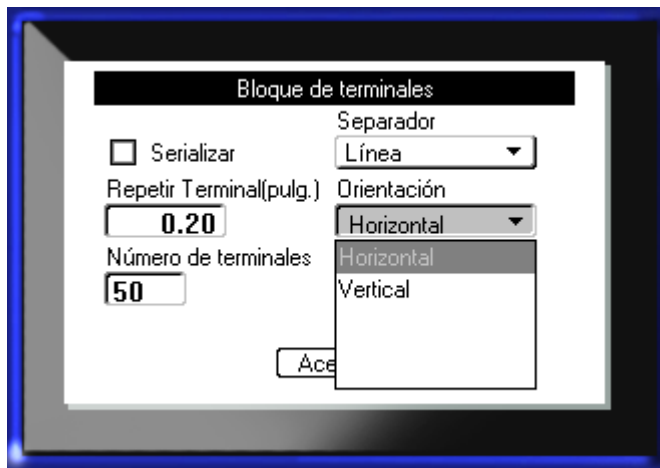 Bloque de terminales
Separador
Serializar
Línea
Repetir Terminal(pulg.)
Orientación
0.20
Horizontal
Número de terminales
Horizontal
50
Vertical
Ace